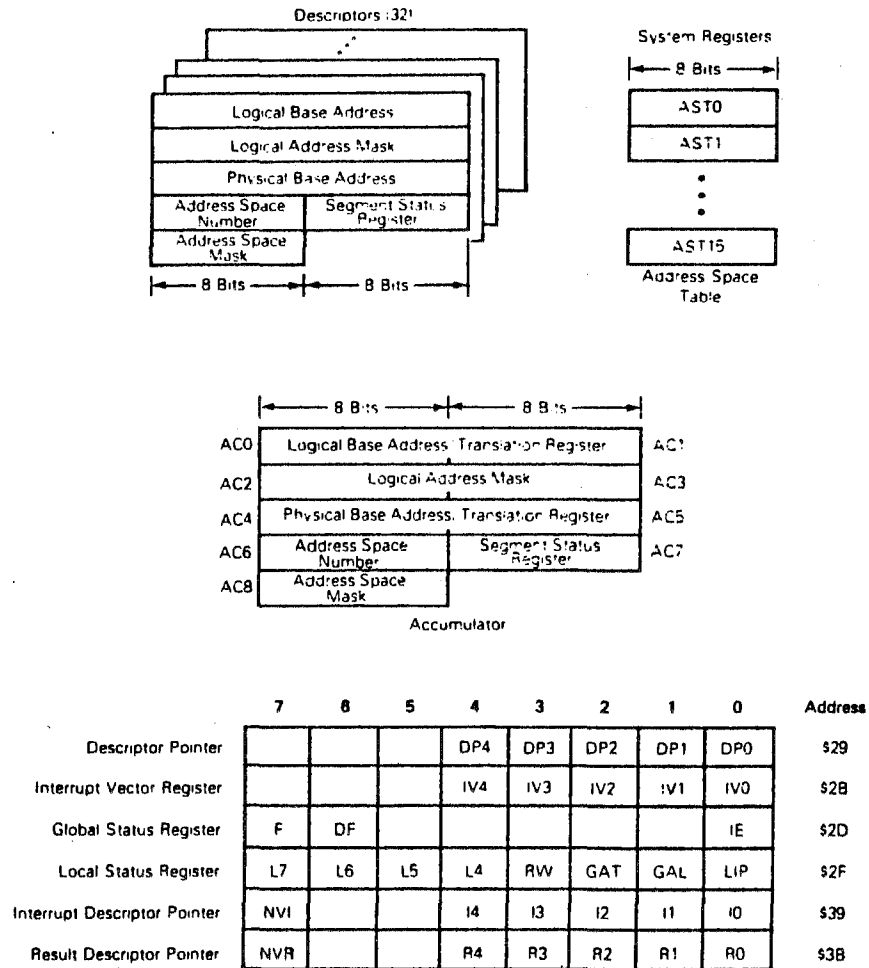 Descriptors (32)
System Registers
8 Bits
Logical Base Address
AST0
Logical Address Mask
AST1
Physical Base Address
Address Space Number
Segment Status Register
Address Space Mask
AST15
8 Bits
8 Bits
Address Space
Table
8 Bits
8 Bits
AC0
Logical Base Address Translation Register
AC1
AC2
Logical Address Mask
AC3
AC4
Physical Base Address, Translation Register
AC5
AC6
Address Space Number
Segment Status Register
AC7
AC8
Address Space Mask
Accumulator
7 6 5 4 3 2 1 0 Address
Descriptor Pointer DP4 DP3 DP2 DP1 DP0 $29
Interrupt Vector Register IV4 IV3 IV2 IV1 IV0 $2B
Global Status Register F DF IE $2D
Local Status Register L7 L6 L5 L4 RW GAT GAL LIP $2F
Interrupt Descriptor Pointer NVI I4 I3 I2 I1 I0 $39
Result Descriptor Pointer NVR R4 R3 R2 R1 R0 $3B